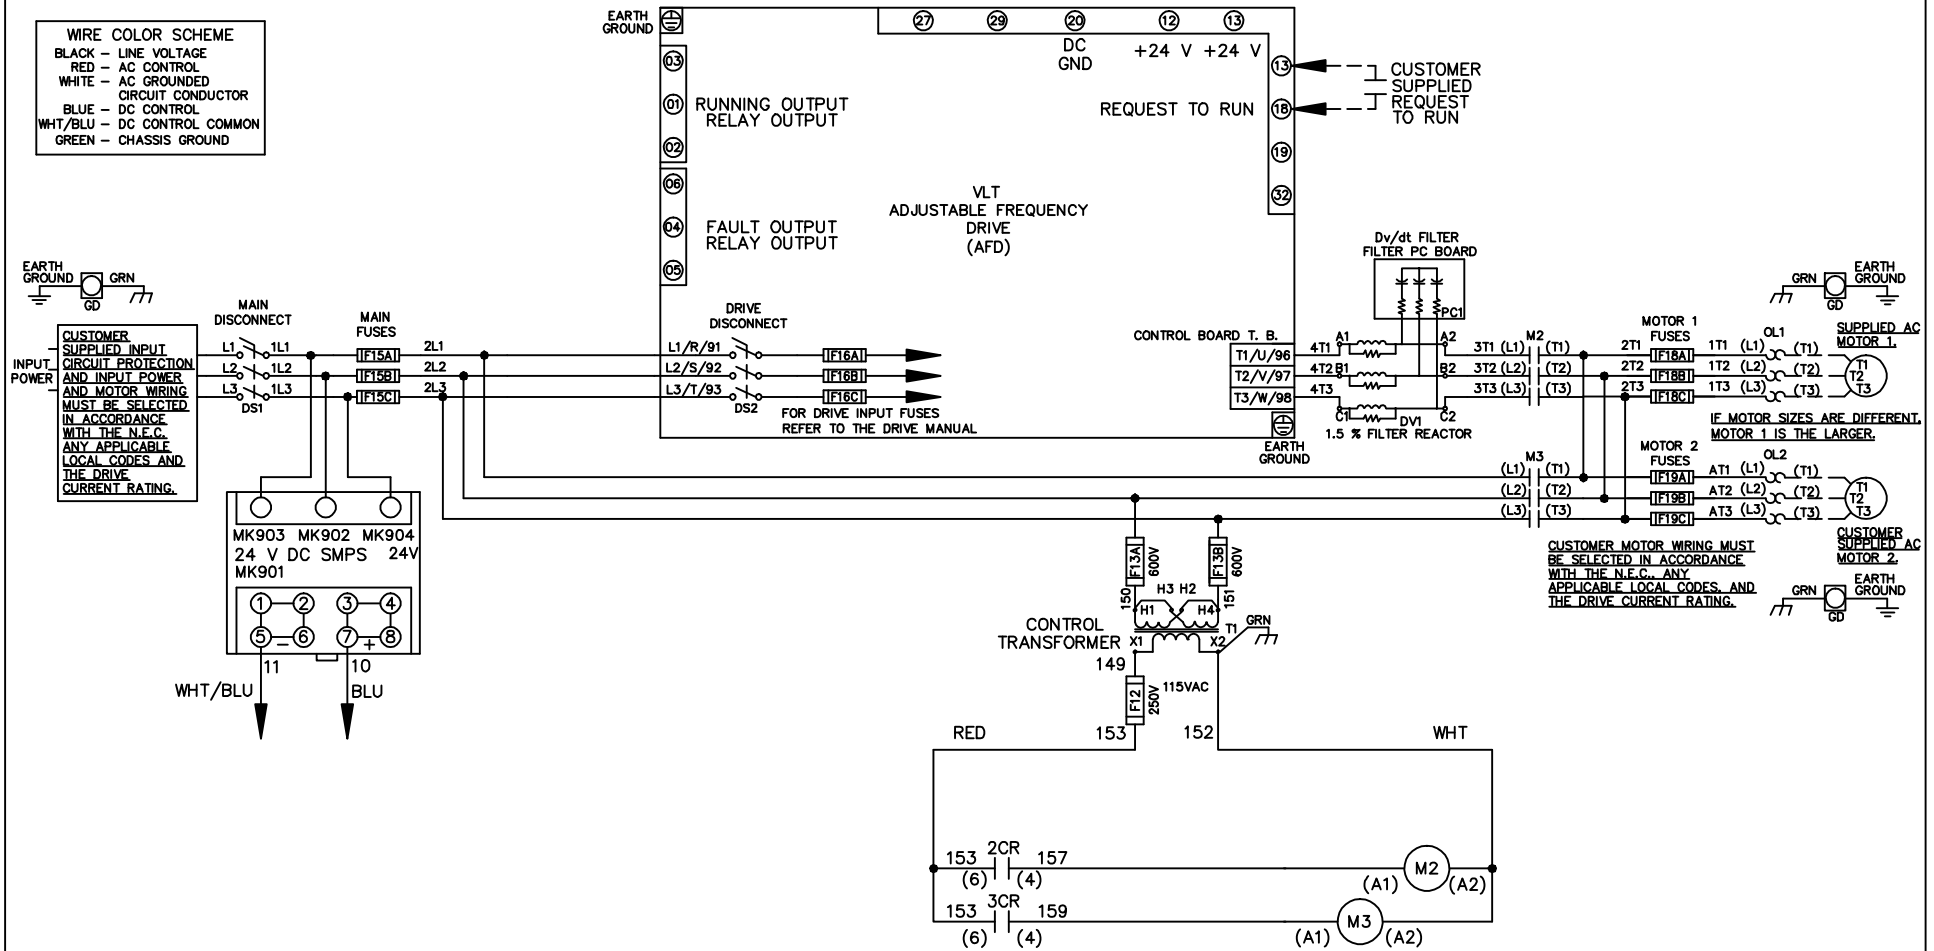 WIRE COLOR SCHEME
BLACK – LINE VOLTAGE
RED – AC CONTROL
WHITE – AC GROUNDED
CIRCUIT CONDUCTOR
BLUE – DC CONTROL
WHT/BLU – DC CONTROL COMMON
GREEN – CHASSIS GROUND
EARTH
GROUND
27 29 20 12 13
DC
GND
+24 V +24 V
03
01
02
RUNNING OUTPUT
RELAY OUTPUT
06
04
05
FAULT OUTPUT
RELAY OUTPUT
VLT
ADJUSTABLE FREQUENCY
DRIVE
(AFD)
REQUEST TO RUN
13
18
19
32
CUSTOMER
SUPPLIED
REQUEST
TO RUN
EARTH
GROUND
GRN
GD
CUSTOMER
SUPPLIED INPUT
CIRCUIT PROTECTION
AND INPUT POWER
AND MOTOR WIRING
MUST BE SELECTED
IN ACCORDANCE
WITH THE N.E.C.
ANY APPLICABLE
LOCAL CODES AND
THE DRIVE
CURRENT RATING.
INPUT
POWER
MAIN
DISCONNECT
L1 1L1
L2 1L2
L3 1L3
DS1
MAIN
FUSES
F15A 2L1
F15B 2L2
F15C 2L3
DRIVE
DISCONNECT
L1/R/91
L2/S/92
L3/T/93
DS2
F16A
F16B
F16C
FOR DRIVE INPUT FUSES
REFER TO THE DRIVE MANUAL
CONTROL BOARD T. B.
T1/U/96
T2/V/97
T3/W/98
EARTH
GROUND
Dv/dt FILTER
FILTER PC BOARD
PC1
4T1 A1 A2
4T2 B1 B2
4T3 C1 C2
DV1
1.5 % FILTER REACTOR
M2
3T1 (L1) (T1)
3T2 (L2) (T2)
3T3 (L3) (T3)
MOTOR 1
FUSES
2T1 F18A 1T1 (L1)
2T2 F18B 1T2 (L2)
2T3 F18C 1T3 (L3)
OL1
(T1)
(T2)
(T3)
T1
T2
T3
GRN
GD
EARTH
GROUND
SUPPLIED AC
MOTOR 1.
IF MOTOR SIZES ARE DIFFERENT,
MOTOR 1 IS THE LARGER.
M3
(L1) (T1)
(L2) (T2)
(L3) (T3)
MOTOR 2
FUSES
F19A AT1 (L1)
F19B AT2 (L2)
F19C AT3 (L3)
OL2
(T1)
(T2)
(T3)
T1
T2
T3
CUSTOMER
SUPPLIED AC
MOTOR 2.
CUSTOMER MOTOR WIRING MUST
BE SELECTED IN ACCORDANCE
WITH THE N.E.C., ANY
APPLICABLE LOCAL CODES, AND
THE DRIVE CURRENT RATING.
GRN
GD
EARTH
GROUND
MK903 MK902 MK904
24 V DC SMPS 24V
MK901
1 2 3 4
5 – 6 7 + 8
11 10
WHT/BLU BLU
F13A
600V
F13B
600V
150
151
H3 H2
H1 H4
CONTROL
TRANSFORMER
X1 X2
T1
GRN
149
F12
250V
115VAC
153 152
RED WHT
153 2CR 157
(6) (4)
M2
(A1) (A2)
153 3CR 159
(6) (4)
M3
(A1) (A2)